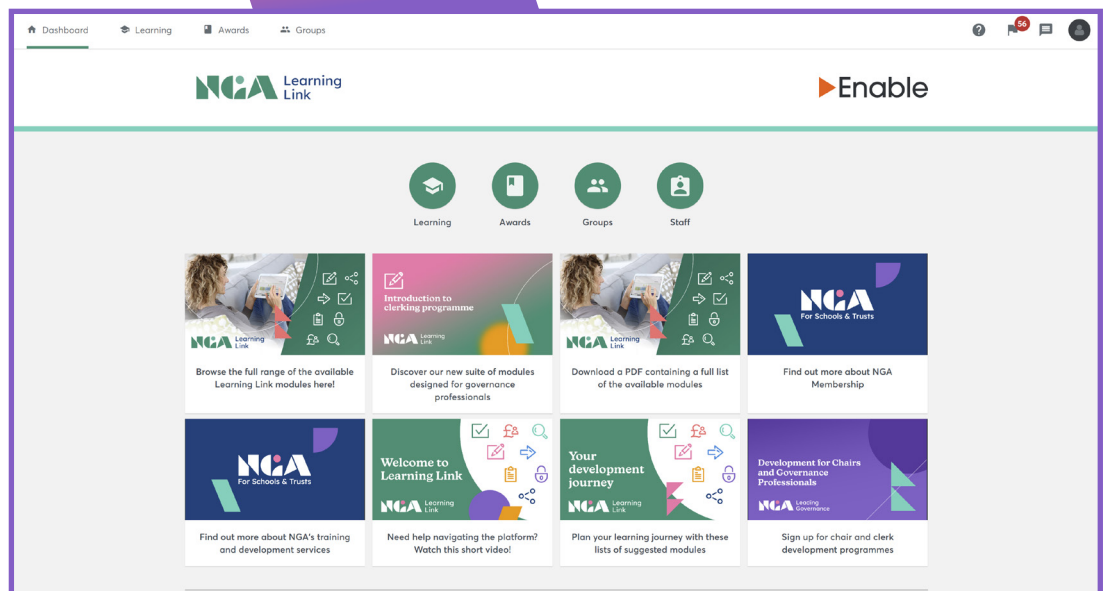 Dashboard
Learning
Awards
Groups
56
NGA Learning
Link
Enable
Learning
Awards
Groups
Staff
NGA Learning
Link
Browse the full range of the available
Learning Link modules here!
Introduction to
clerking programme
NGA Learning
Link
Discover our new suite of modules
designed for governance
professionals
NGA Learning
Link
Download a PDF containing a full list
of the available modules
NGA
For Schools & Trusts
Find out more about NGA
Membership
NGA
For Schools & Trusts
Find out more about NGA's training
and development services
Welcome to
Learning Link
NGA Learning
Link
Need help navigating the platform?
Watch this short video!
Your
development
journey
NGA Learning
Link
Plan your learning journey with these
lists of suggested modules
Development for Chairs
and Governance
Professionals
NGA Leading
Governance
Sign up for chair and clerk
development programmes